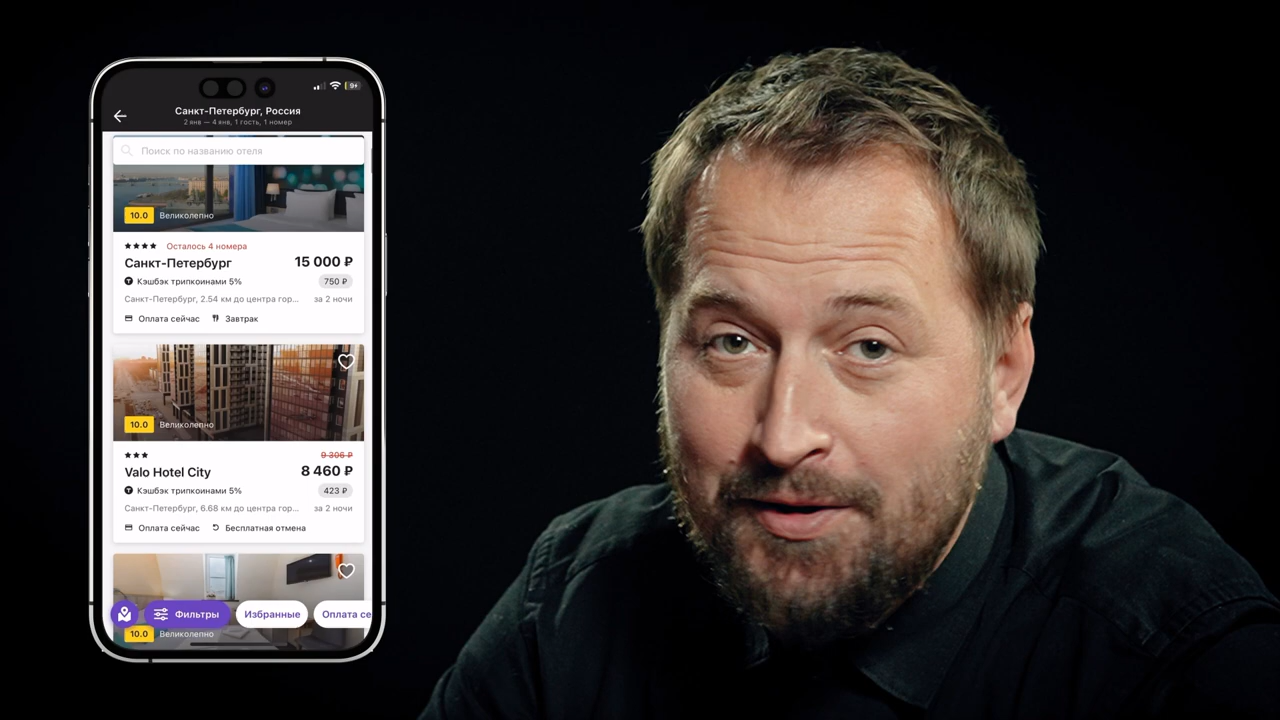 9+
Санкт-Петербург, Россия
2 янв — 4 янв, 1 гость, 1 номер
Поиск по названию отеля
10.0 Великолепно
Осталось 4 номера
Санкт-Петербург 15 000 ₽
Кэшбэк трипкоинами 5% 750 ₽
Санкт-Петербург, 2.54 км до центра гор... за 2 ночи
Оплата сейчас Завтрак
10.0 Великолепно
9 306 ₽
Valo Hotel City 8 460 ₽
Кэшбэк трипкоинами 5% 423 ₽
Санкт-Петербург, 6.68 км до центра гор... за 2 ночи
Оплата сейчас Бесплатная отмена
Фильтры Избранные Оплата се
10.0 Великолепно